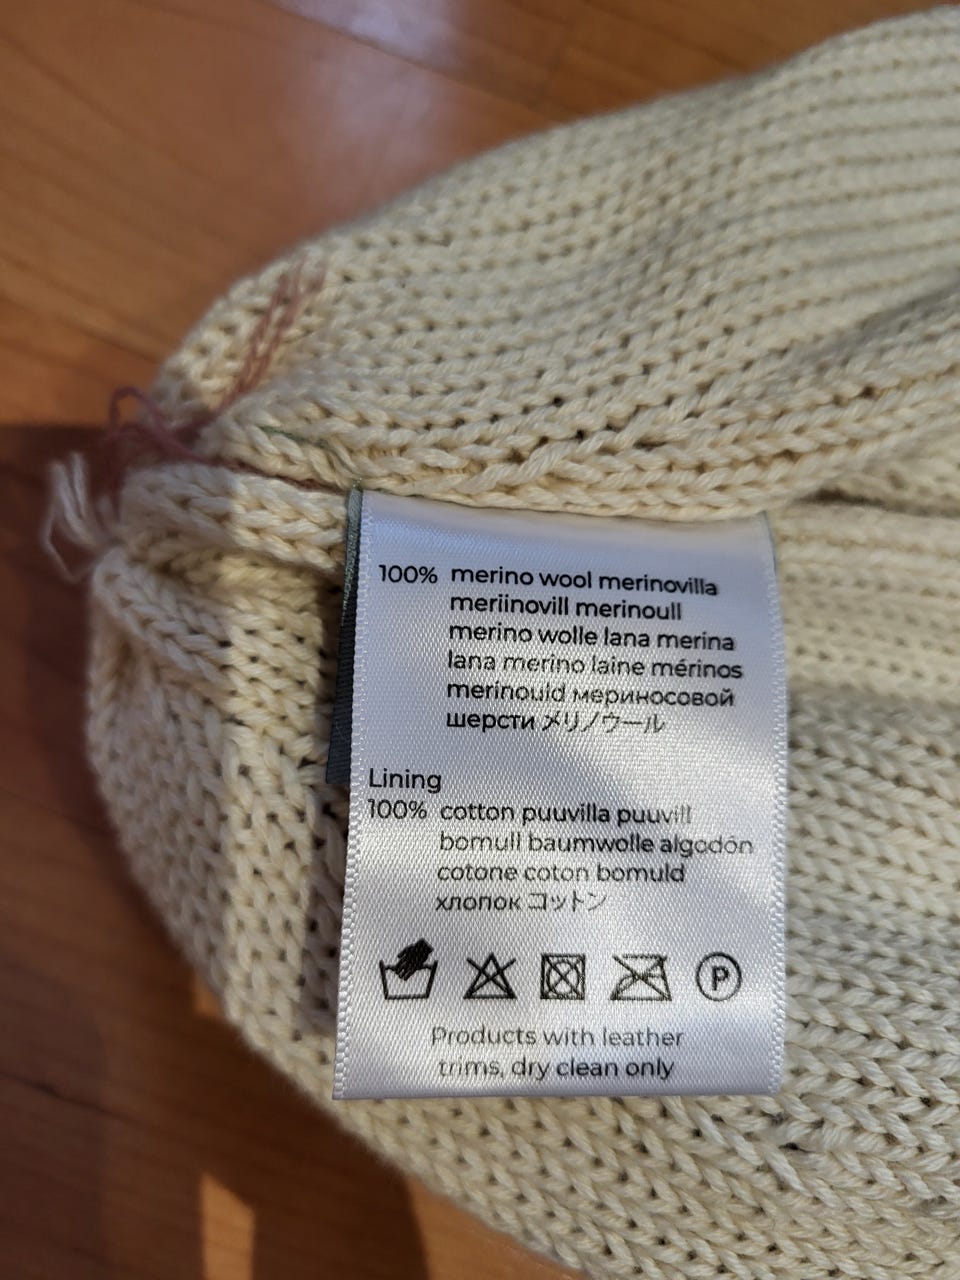 100% merino wool merinovilla
meriinovill merinoull
merino wolle lana merina
lana merino laine mérinos
merinould мериносовой
шерсти メリノウール
Lining
100% cotton puuvilla puuvill
bomull baumwolle algodón
cotone coton bomuld
хлопок コットン
P
Products with leather
trims, dry clean only